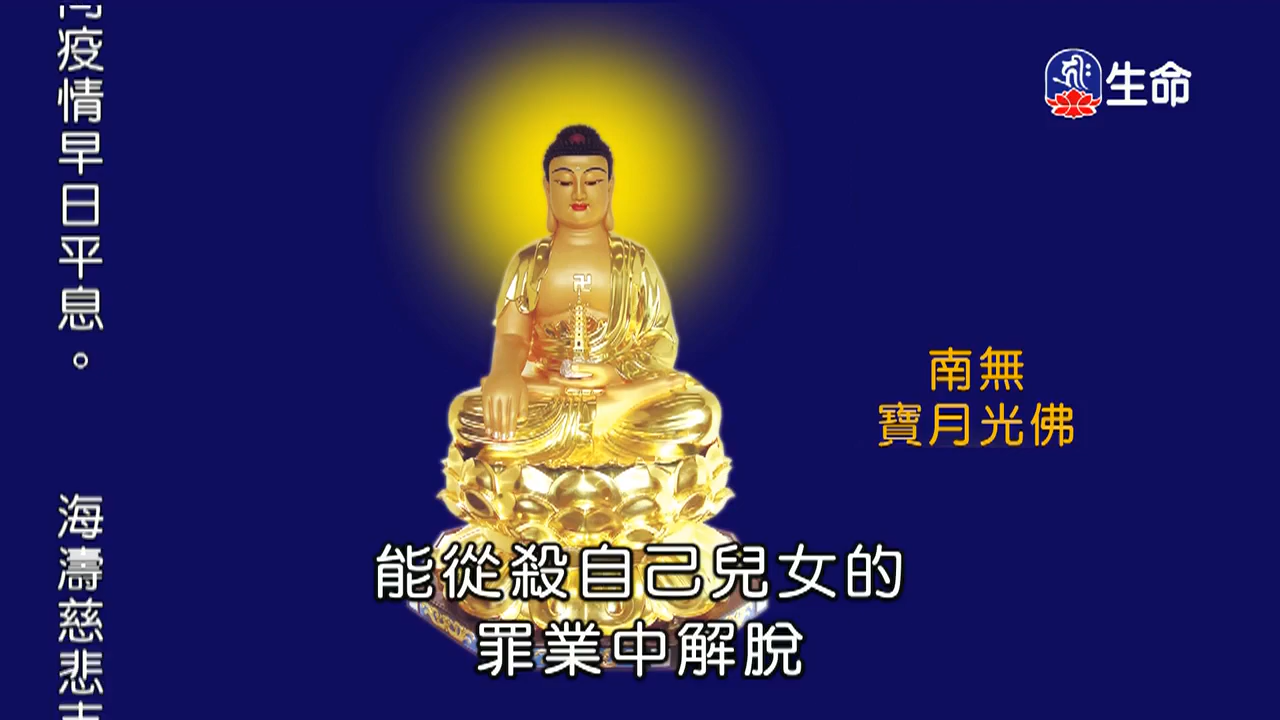 疫情早日平息。 海濤慈悲
生命
南無
寶月光佛
能從殺自己兒女的
罪業中解脫